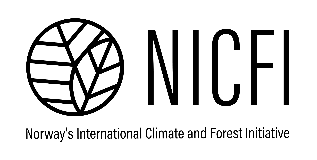 NICFI
Norway's International Climate and Forest Initiative